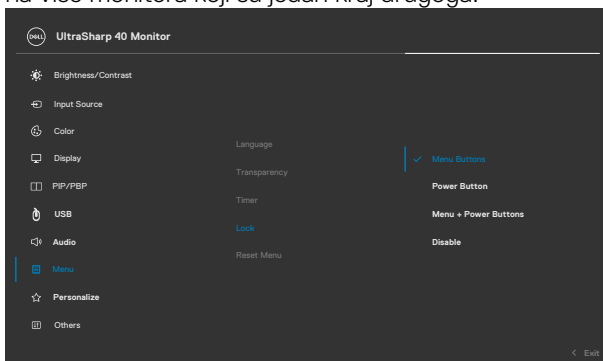 na više monitora koji su jedan kraj drugoga.
DELL UltraSharp 40 Monitor
Brightness/Contrast
Input Source
Color
Display
PIP/PBP
USB
Audio
Menu
Personalize
Others
Language
Transparency
Timer
Lock
Reset Menu
Menu Buttons
Power Button
Menu + Power Buttons
Disable
Exit